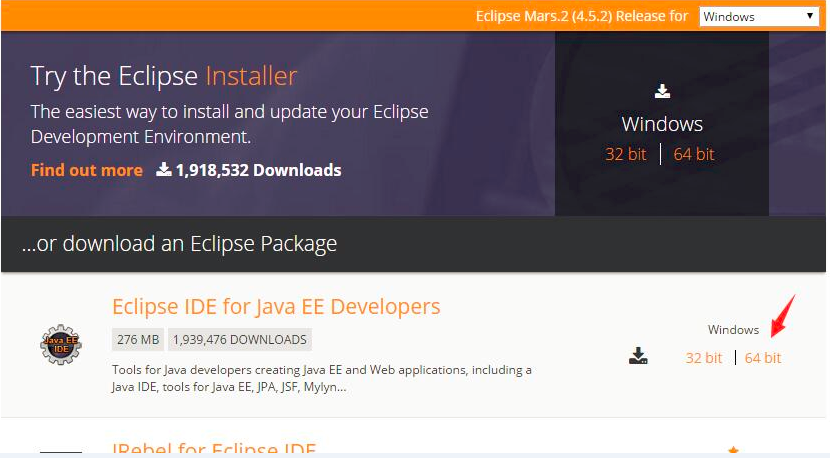 Eclipse Mars.2 (4.5.2) Release for Windows
Try the Eclipse Installer
The easiest way to install and update your Eclipse
Development Environment.
Find out more 1,918,532 Downloads
Windows
32 bit 64 bit
...or download an Eclipse Package
Eclipse IDE for Java EE Developers
276 MB 1,939,476 DOWNLOADS
Tools for Java developers creating Java EE and Web applications, including a
Java IDE, tools for Java EE, JPA, JSF, Mylyn...
Java EE
IDE
Windows
32 bit 64 bit
JRebel for Eclipse IDE